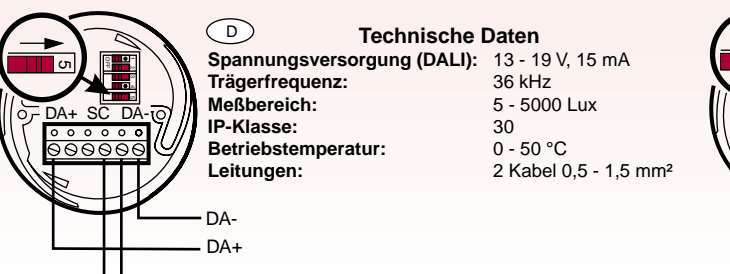 D
Technische Daten
Spannungsversorgung (DALI): 13 - 19 V, 15 mA
Trägerfrequenz: 36 kHz
Meßbereich: 5 - 5000 Lux
IP-Klasse: 30
Betriebstemperatur: 0 - 50 °C
Leitungen: 2 Kabel 0,5 - 1,5 mm²
5
DA+ SC DA-
DA-
DA+